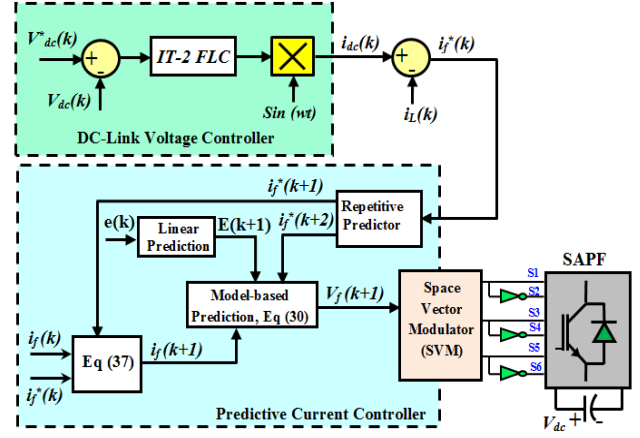 V*dc(k)
+
-
Vdc(k)
IT-2 FLC
Sin (wt)
idc(k)
+
-
if*(k)
iL(k)
DC-Link Voltage Controller
if*(k+1)
Repetitive
Predictor
if*(k+2)
e(k)
Linear
Prediction
E(k+1)
Model-based
Prediction, Eq (30)
Vf(k+1)
Space
Vector
Modulator
(SVM)
S1
S2
S3
S4
S5
S6
SAPF
if(k)
if*(k)
Eq (37)
if(k+1)
Predictive Current Controller
Vdc
+
-